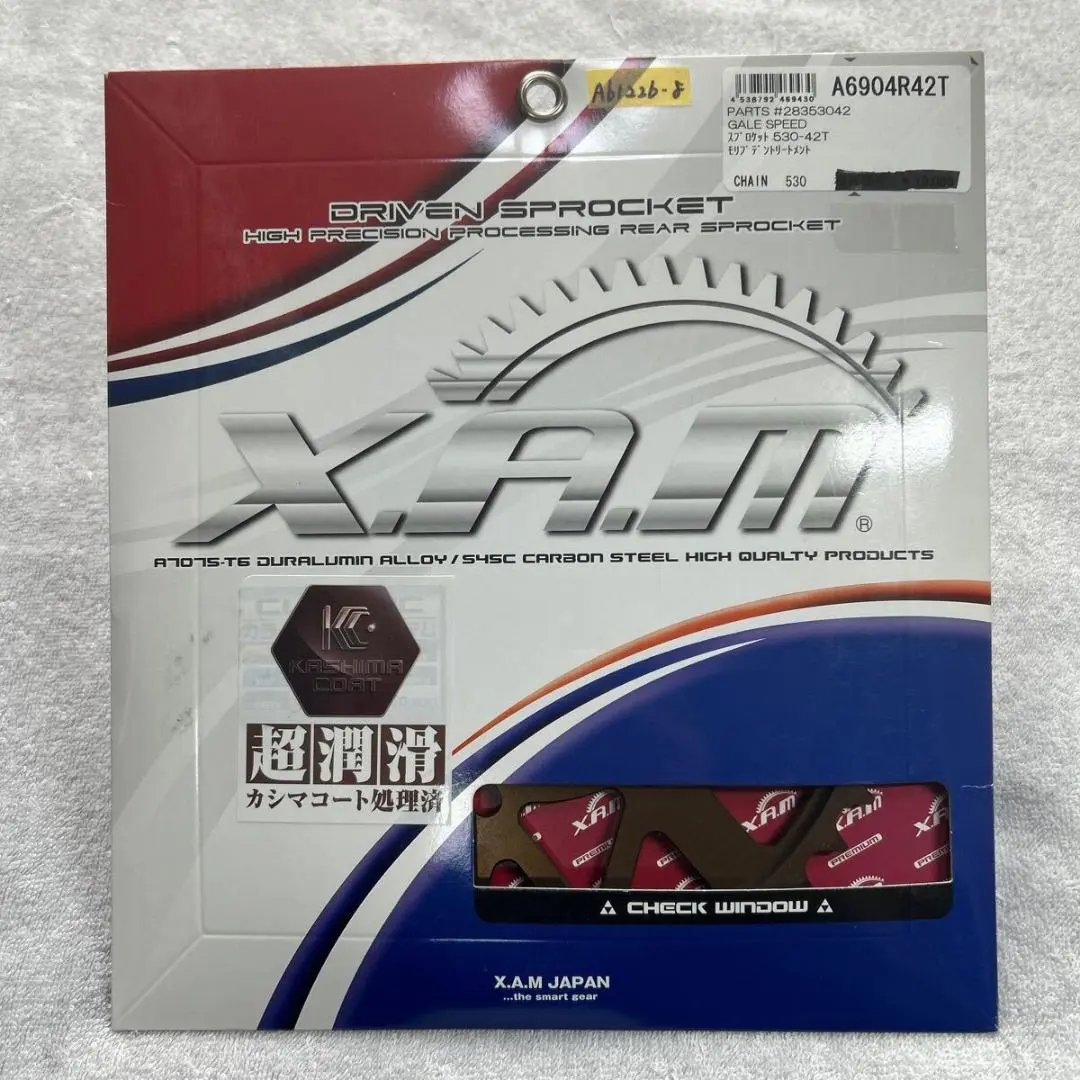 A61226-8
4 538792 469430
A6904R42T
PARTS #28353042
GALE SPEED
スプロケット 530-42T
モリブデントリートメント
CHAIN 530
DRIVEN SPROCKET
HIGH PRECISION PROCESSING REAR SPROCKET
X.A.M®
A7075-T6 DURALUMIN ALLOY/S45C CARBON STEEL HIGH QUALTY PRODUCTS
KC
KASHIMA
COAT
超潤滑
カシマコート処理済
X.A.M
X.A.M
X.A.M
X.A
PREMIUM
PREMIUM
CHECK WINDOW
X.A.M JAPAN
...the smart gear